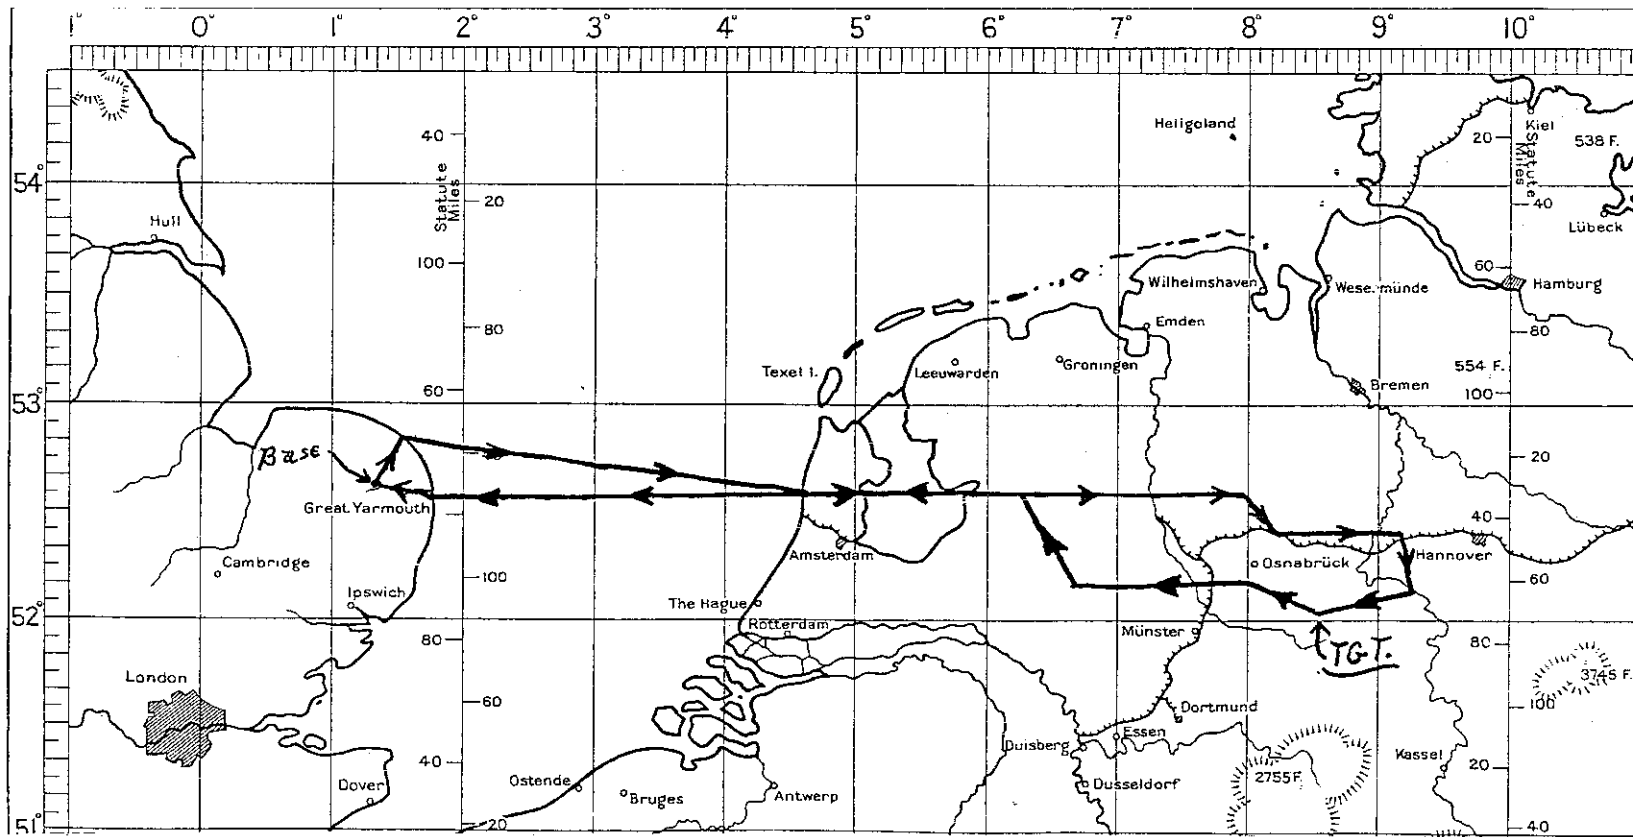 1° 0° 1° 2° 3° 4° 5° 6° 7° 8° 9° 10°
Heligoland
Kiel
40
20
538 F.
Statute Miles
Statute Miles
54°
20
40
Hull
Lübeck
100
60
Wilhelmshaven
Wesermünde
Hamburg
80
Emden
80
Texel I.
Leeuwarden
Groningen
554 F.
60
Bremen
100
53°
BASE
20
Great Yarmouth
40
Amsterdam
Osnabrück
Hannover
Cambridge
100
60
Ipswich
The Hague
52°
Rotterdam
Münster
80
80
TGT.
London
3745 F.
60
100
Dortmund
Duisberg
Essen
40
Kassel
20
Dover
Ostende
Bruges
Antwerp
Dusseldorf
2755 F.
51°
20
40